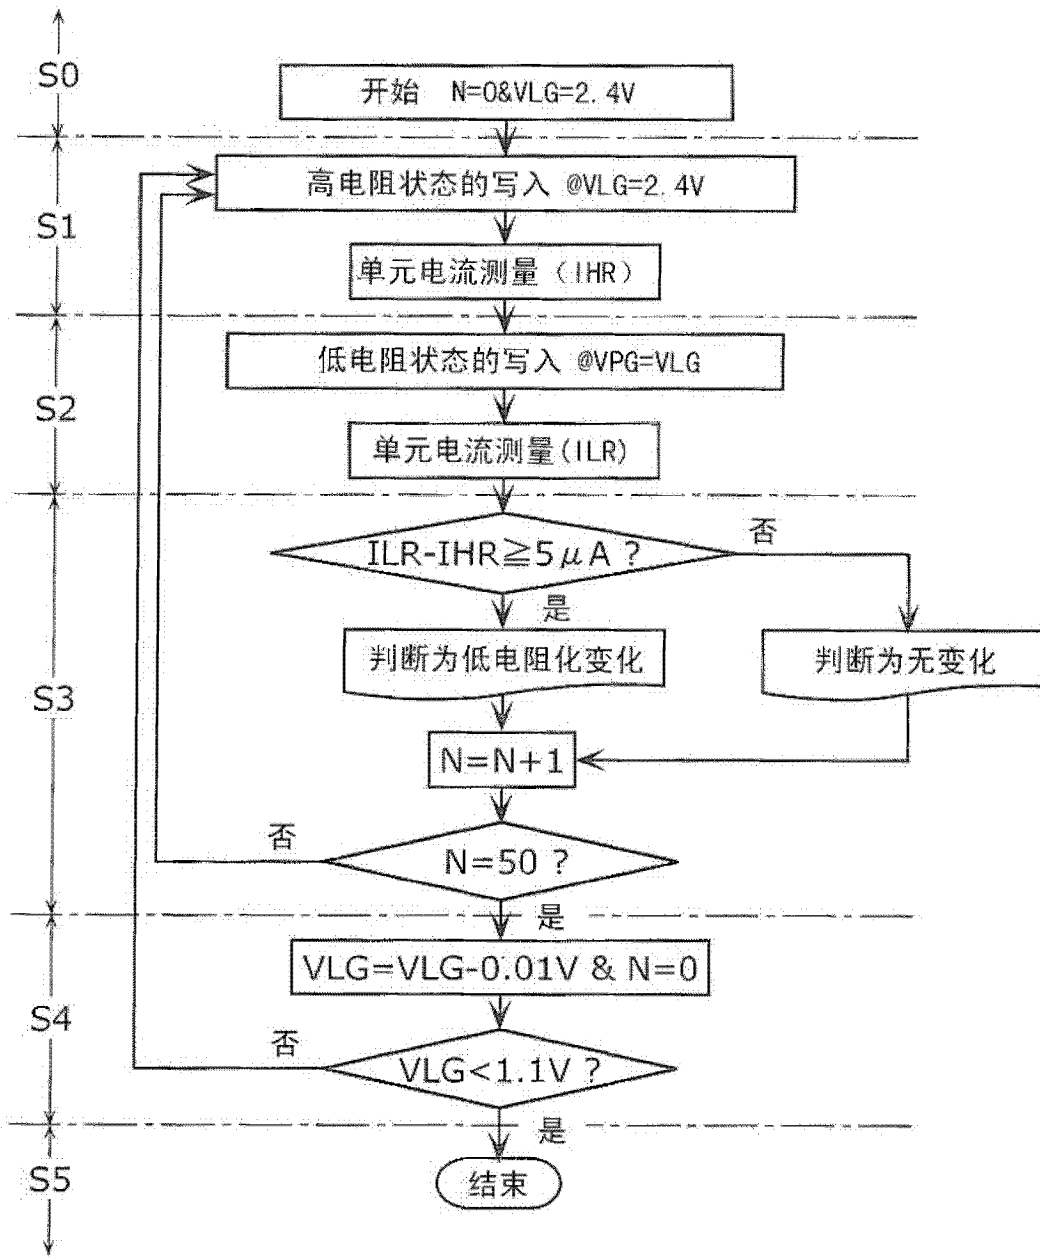 S0
开始 N=0&VLG=2.4V
S1
高电阻状态的写入 @VLG=2.4V
单元电流测量（IHR）
S2
低电阻状态的写入 @VPG=VLG
单元电流测量(ILR)
S3
ILR-IHR≧5μA ?
否
是
判断为低电阻化变化
判断为无变化
N=N+1
否
N=50 ?
是
S4
VLG=VLG-0.01V & N=0
否
VLG<1.1V ?
是
S5
结束